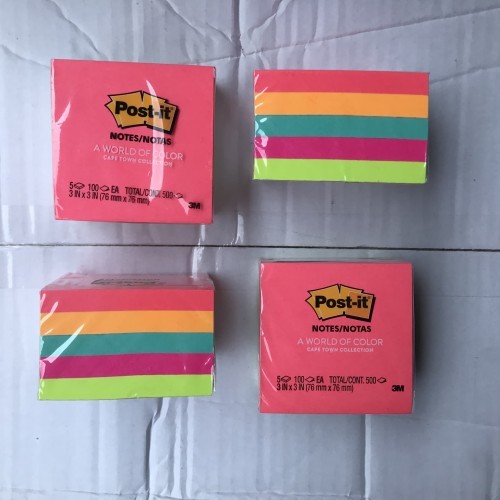 Post-it
NOTES/NOTAS
A WORLD OF COLOR
CAPE TOWN COLLECTION
5 100 EA TOTAL/CONT. 500
3 IN x 3 IN (76 mm x 76 mm)
3M
Post-it
NOTES/NOTAS
A WORLD OF COLOR
CAPE TOWN COLLECTION
5 100 EA TOTAL/CONT. 500
3 IN x 3 IN (76 mm x 76 mm)
3M